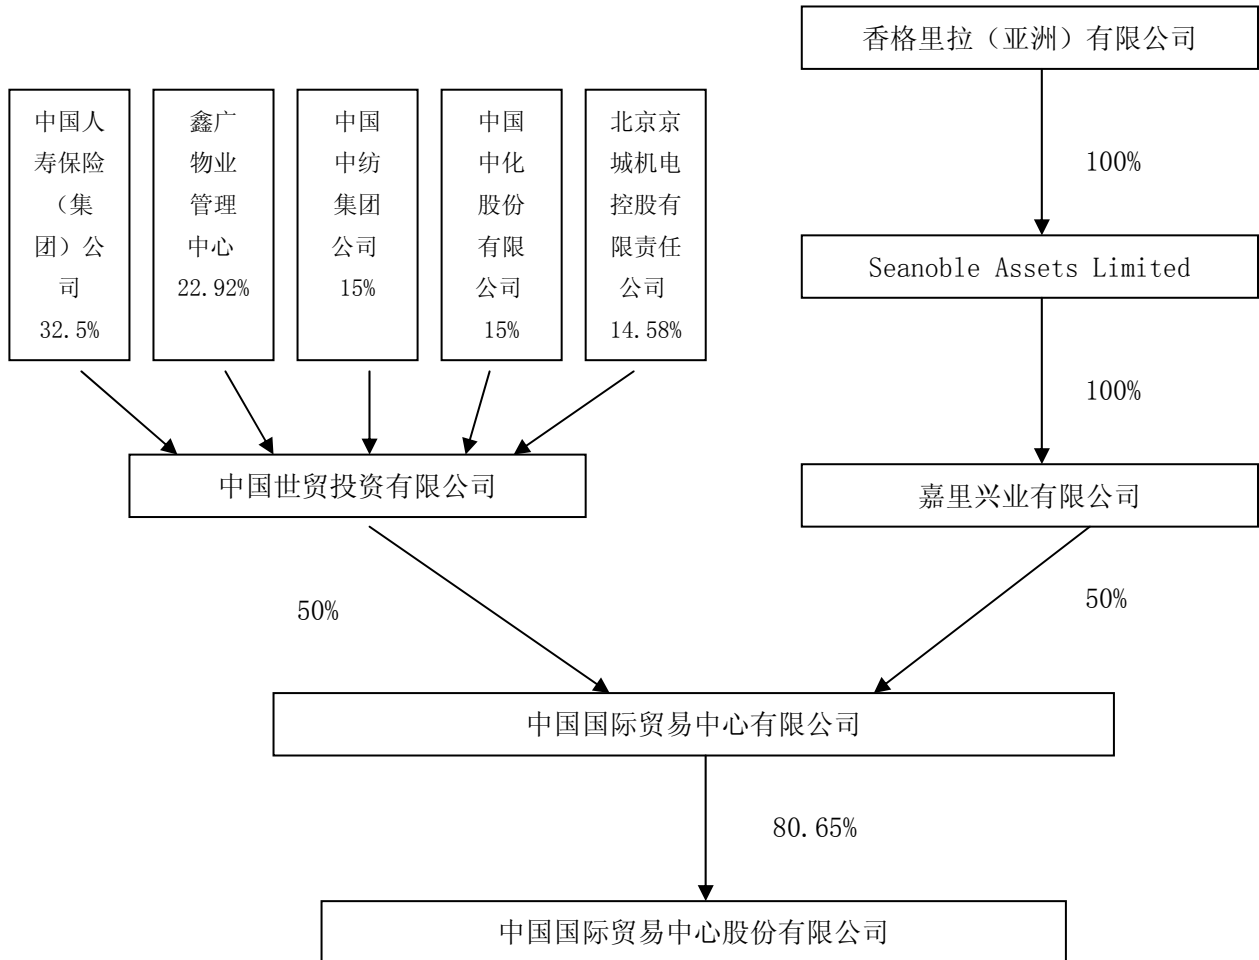 香格里拉（亚洲）有限公司
中国人
寿保险
（集
团）公
司
32.5%
鑫广
物业
管理
中心
22.92%
中国
中纺
集团
公司
15%
中国
中化
股份
有限
公司
15%
北京京
城机电
控股有
限责任
公司
14.58%
100%
Seanoble Assets Limited
100%
中国世贸投资有限公司
嘉里兴业有限公司
50%
50%
中国国际贸易中心有限公司
80.65%
中国国际贸易中心股份有限公司